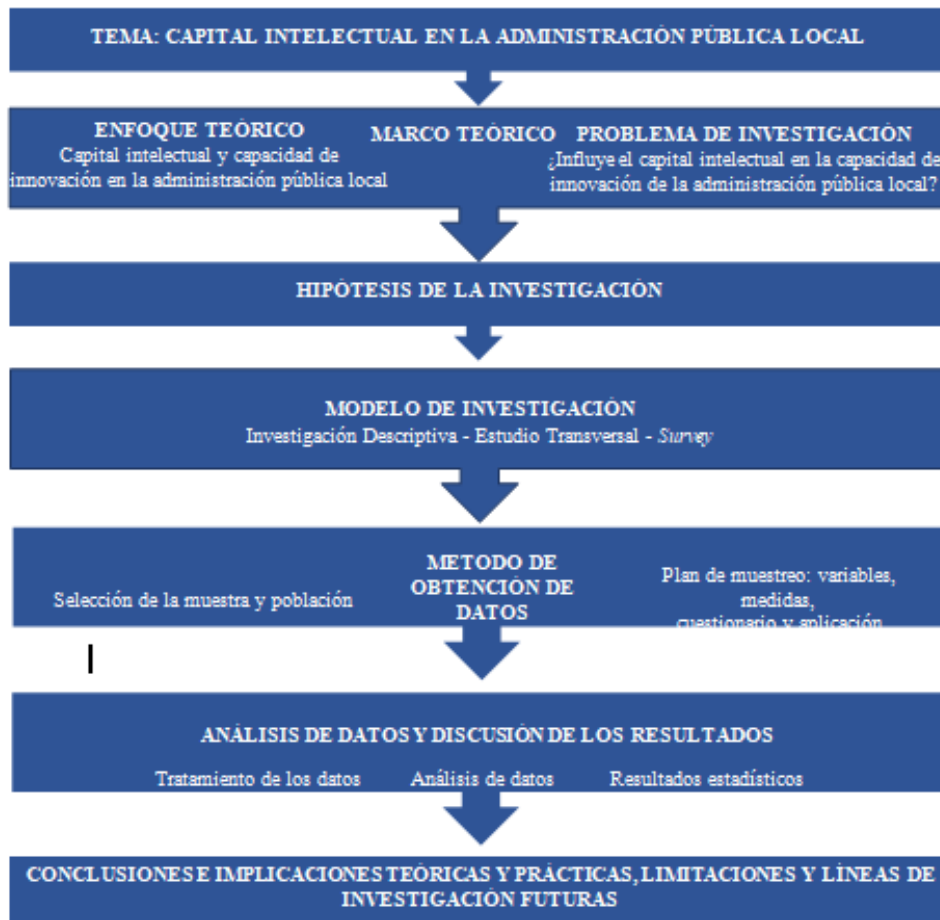 TEMA: CAPITAL INTELECTUAL EN LA ADMINISTRACIÓN PÚBLICA LOCAL
ENFOQUE TEÓRICO
Capital intelectual y capacidad de
innovación en la administración pública local
MARCO TEÓRICO
PROBLEMA DE INVESTIGACIÓN
¿Influye el capital intelectual en la capacidad de
innovación de la administración pública local?
HIPÓTESIS DE LA INVESTIGACIÓN
MODELO DE INVESTIGACIÓN
Investigación Descriptiva - Estudio Transversal - Survey
Selección de la muestra y población
METODO DE
OBTENCIÓN DE
DATOS
Plan de muestreo: variables,
medidas,
cuestionario y aplicación
ANÁLISIS DE DATOS Y DISCUSIÓN DE LOS RESULTADOS
Tratamiento de los datos Análisis de datos Resultados estadísticos
CONCLUSIONES E IMPLICACIONES TEÓRICAS Y PRÁCTICAS, LIMITACIONES Y LÍNEAS DE
INVESTIGACIÓN FUTURAS